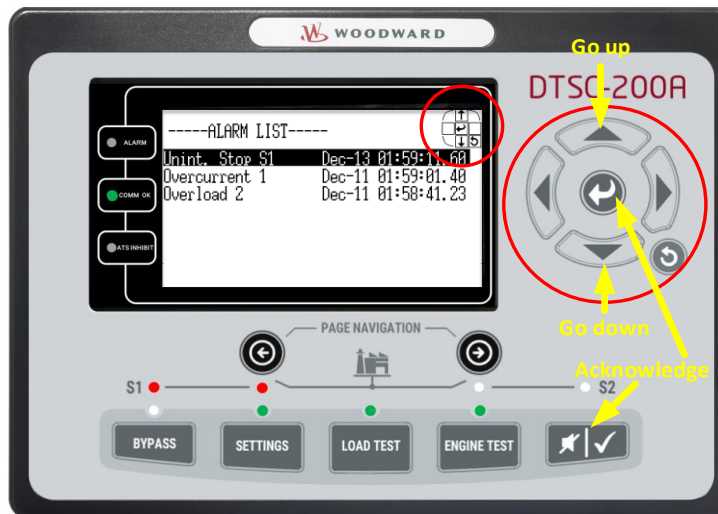 WOODWARD
Go up
DTSC-200A
-----ALARM LIST-----
ALARM
Unint. Stop S1 Dec-13 01:59:11.60
Overcurrent 1 Dec-11 01:59:01.40
COMM OK
Overload 2 Dec-11 01:58:41.23
ATS INHIBIT
Go down
PAGE NAVIGATION
Acknowledge
S1
S2
BYPASS
SETTINGS
LOAD TEST
ENGINE TEST